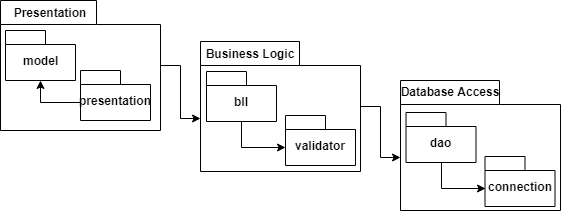 Presentation
model
presentation
Business Logic
bll
validator
Database Access
dao
connection